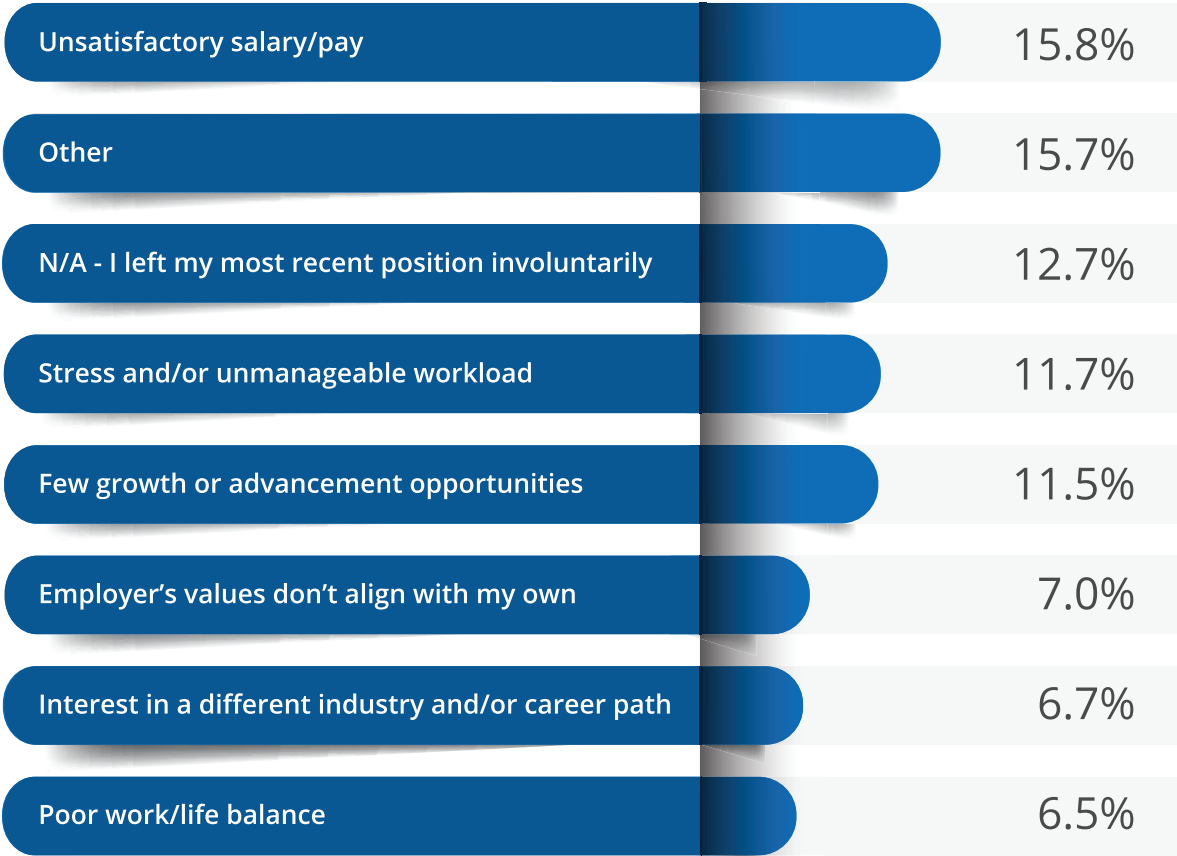 Unsatisfactory salary/pay 15.8%
Other 15.7%
N/A - I left my most recent position involuntarily 12.7%
Stress and/or unmanageable workload 11.7%
Few growth or advancement opportunities 11.5%
Employer’s values don’t align with my own 7.0%
Interest in a different industry and/or career path 6.7%
Poor work/life balance 6.5%